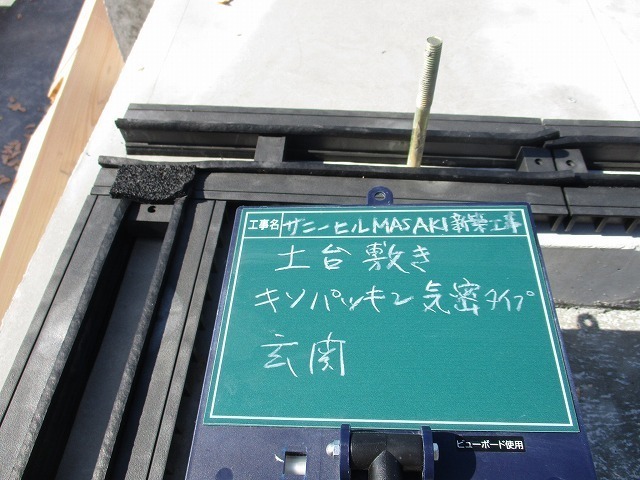 工事名 サニーヒルMASAKI新築工事
土台敷き
キソパッキン気密タイプ
玄関
ビューボード使用